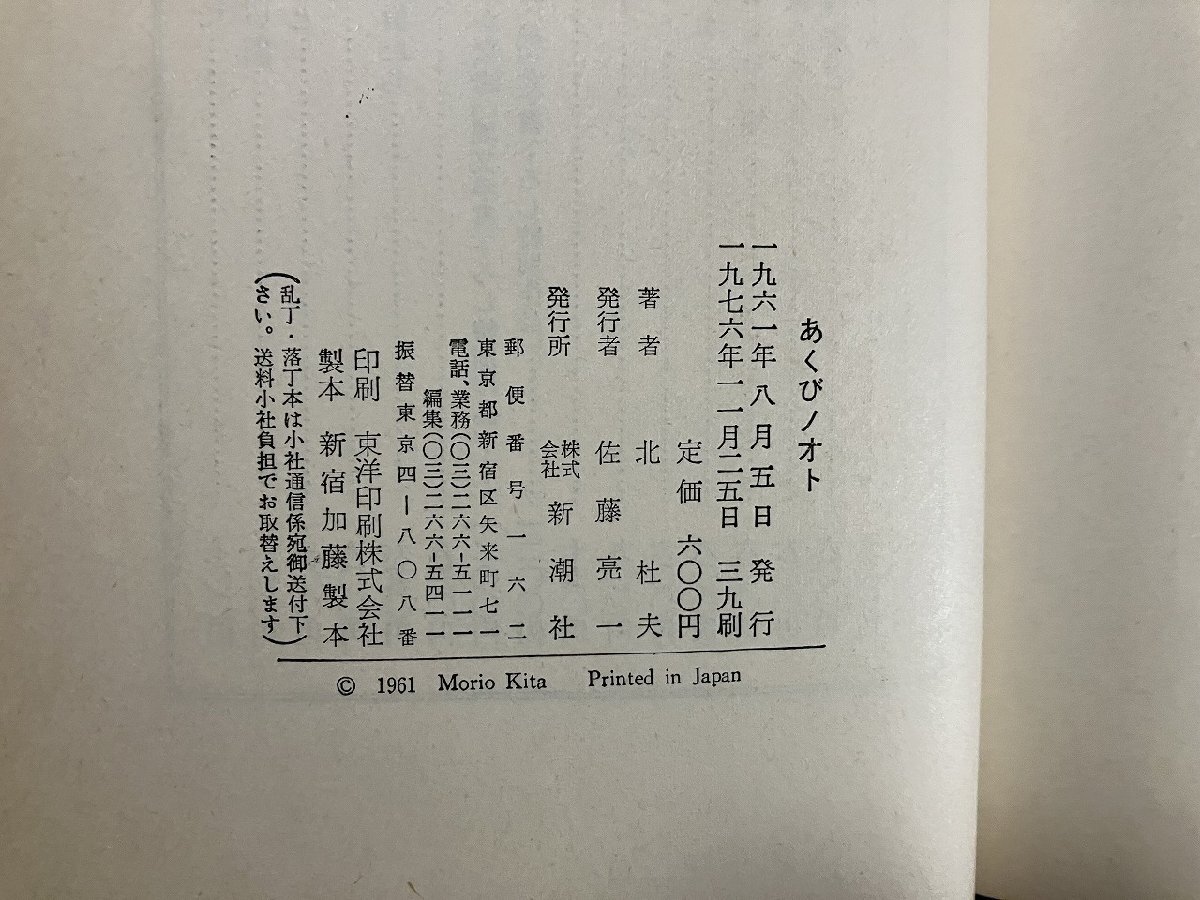 あくびノオト
一九六一年 八 月 五 日 発 行
一九七六年一一月二五日 三九刷
定価 六〇〇円
著者 北 杜夫
発行者 佐藤亮一
発行所 株式会社 新潮社
郵便番号一六二
東京都新宿区矢来町七一
電話、業務(〇三)二六六-五一一一
編集(〇三)二六六-五四一一
振替東京四-八〇八番
印刷 東洋印刷株式会社
製本 新宿加藤製本
(乱丁・落丁本は小社通信係宛御送付下
さい。送料小社負担でお取替えします)
© 1961 Morio Kita Printed in Japan